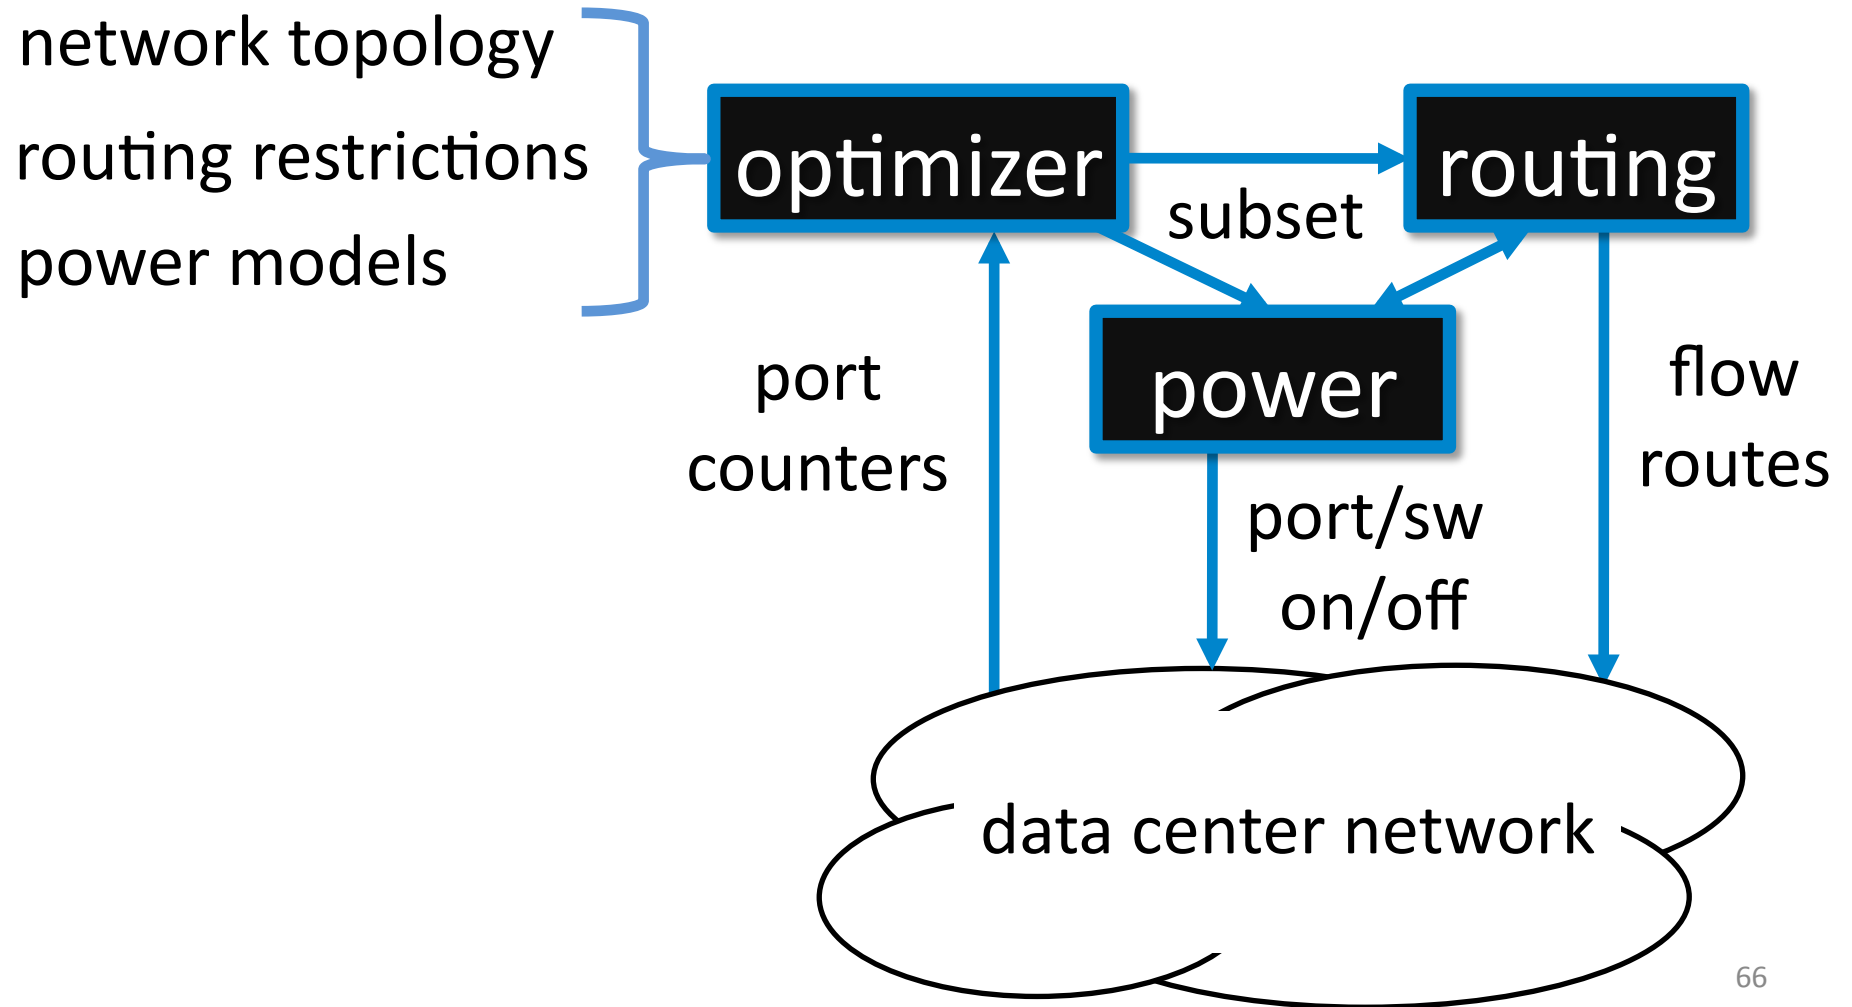 network topology
routing restrictions
power models
optimizer
subset
routing
power
port
counters
port/sw
on/off
flow
routes
data center network
66